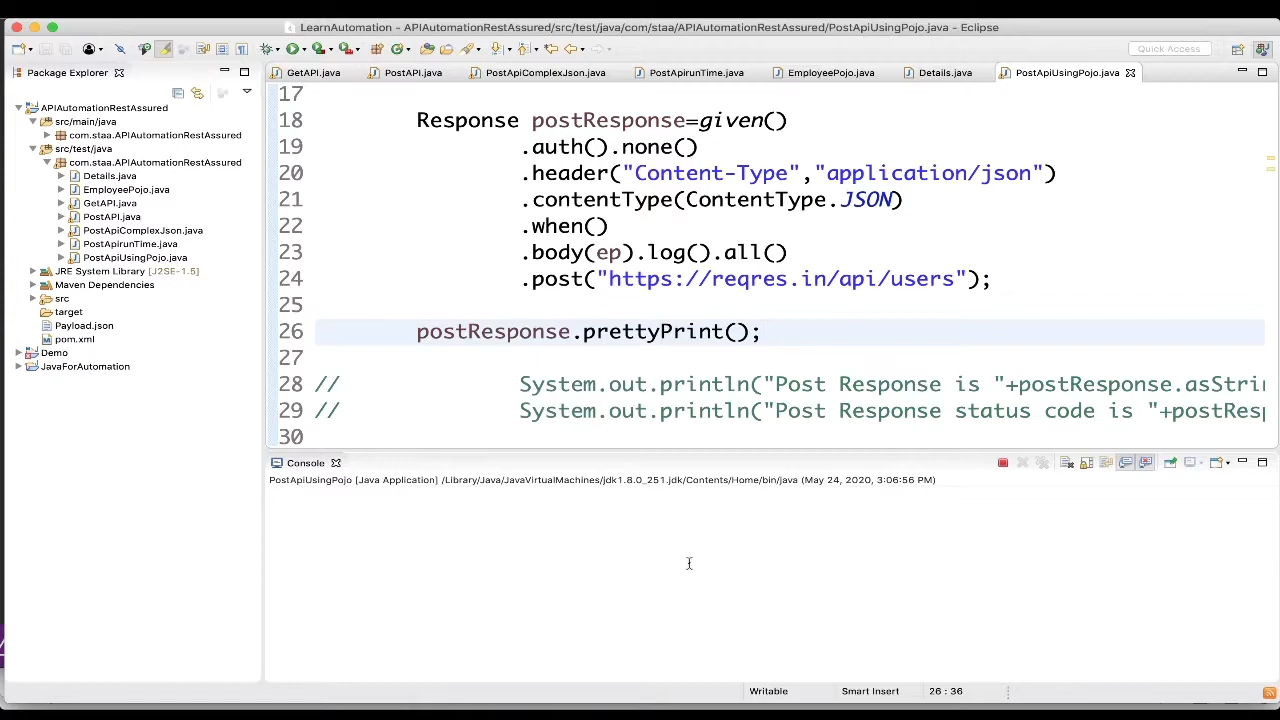 LearnAutomation - APIAutomationRestAssured/src/test/java/com/staa/APIAutomationRestAssured/PostApiUsingPojo.java - Eclipse
Quick Access
Package Explorer
GetAPI.java
PostAPI.java
PostApiComplexJson.java
PostApirunTime.java
EmployeePojo.java
Details.java
PostApiUsingPojo.java
APIAutomationRestAssured
src/main/java
com.staa.APIAutomationRestAssured
src/test/java
com.staa.APIAutomationRestAssured
Details.java
EmployeePojo.java
GetAPI.java
PostAPI.java
PostApiComplexJson.java
PostApirunTime.java
PostApiUsingPojo.java
JRE System Library [J2SE-1.5]
Maven Dependencies
src
target
Payload.json
pom.xml
Demo
JavaForAutomation
17
18 Response postResponse=given()
19 .auth().none()
20 .header("Content-Type","application/json")
21 .contentType(ContentType.JSON)
22 .when()
23 .body(ep).log().all()
24 .post("https://reqres.in/api/users");
25
26 postResponse.prettyPrint();
27
28 // System.out.println("Post Response is "+postResponse.asStrin
29 // System.out.println("Post Response status code is "+postResp
30
Console
PostApiUsingPojo [Java Application] /Library/Java/JavaVirtualMachines/jdk1.8.0_251.jdk/Contents/Home/bin/java (May 24, 2020, 3:06:56 PM)
Writable
Smart Insert
26 : 36